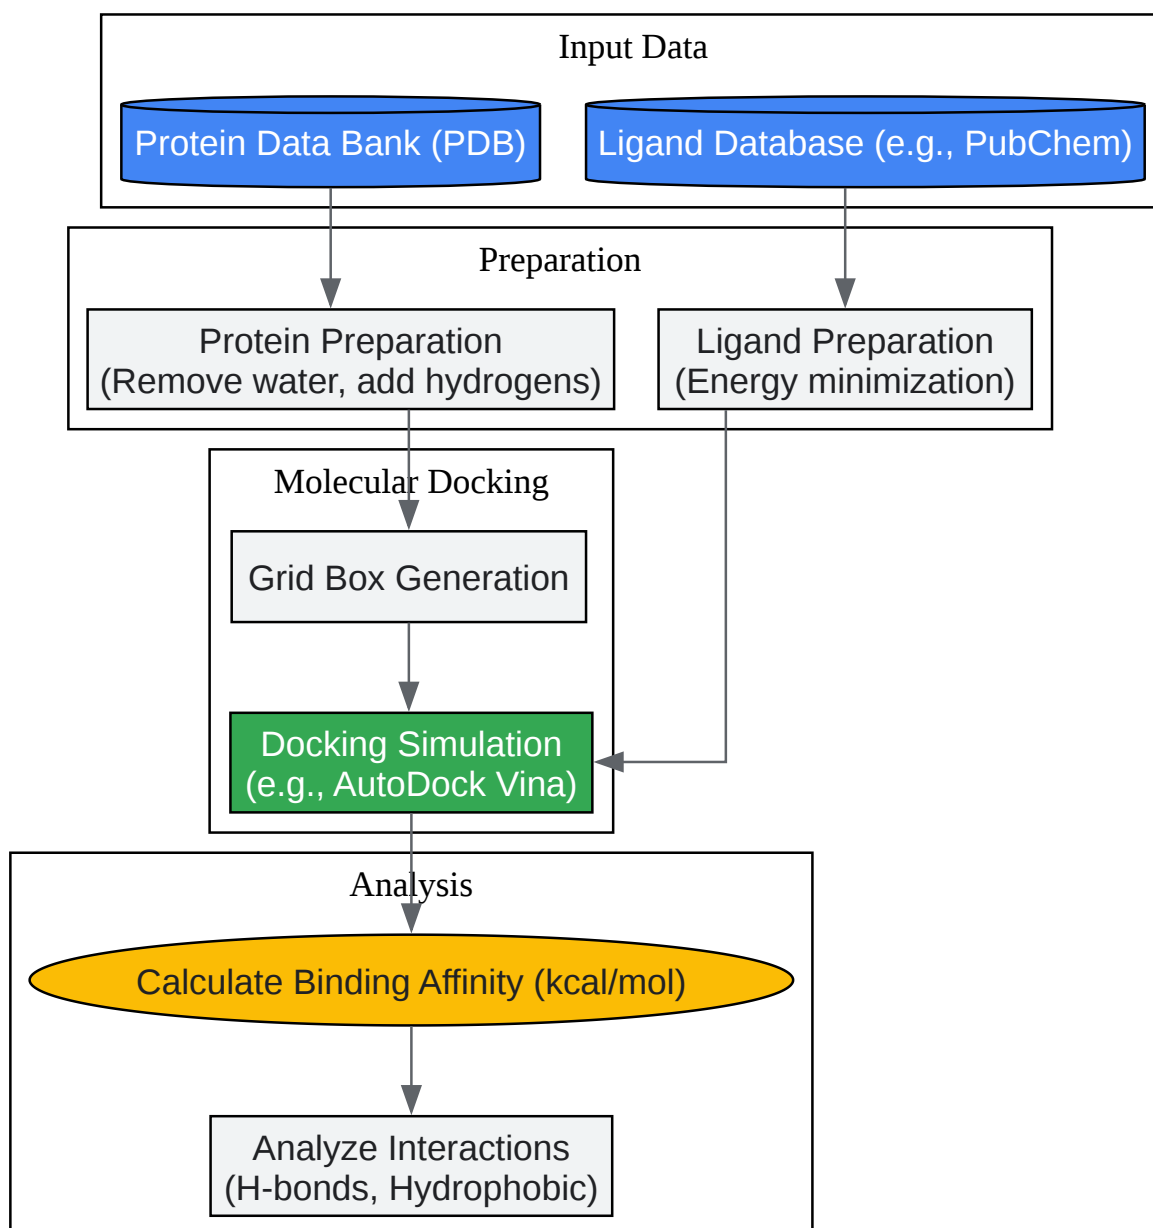 Input Data
Protein Data Bank (PDB)
Ligand Database (e.g., PubChem)
Preparation
Protein Preparation
(Remove water, add hydrogens)
Ligand Preparation
(Energy minimization)
Molecular Docking
Grid Box Generation
Docking Simulation
(e.g., AutoDock Vina)
Analysis
Calculate Binding Affinity (kcal/mol)
Analyze Interactions
(H-bonds, Hydrophobic)